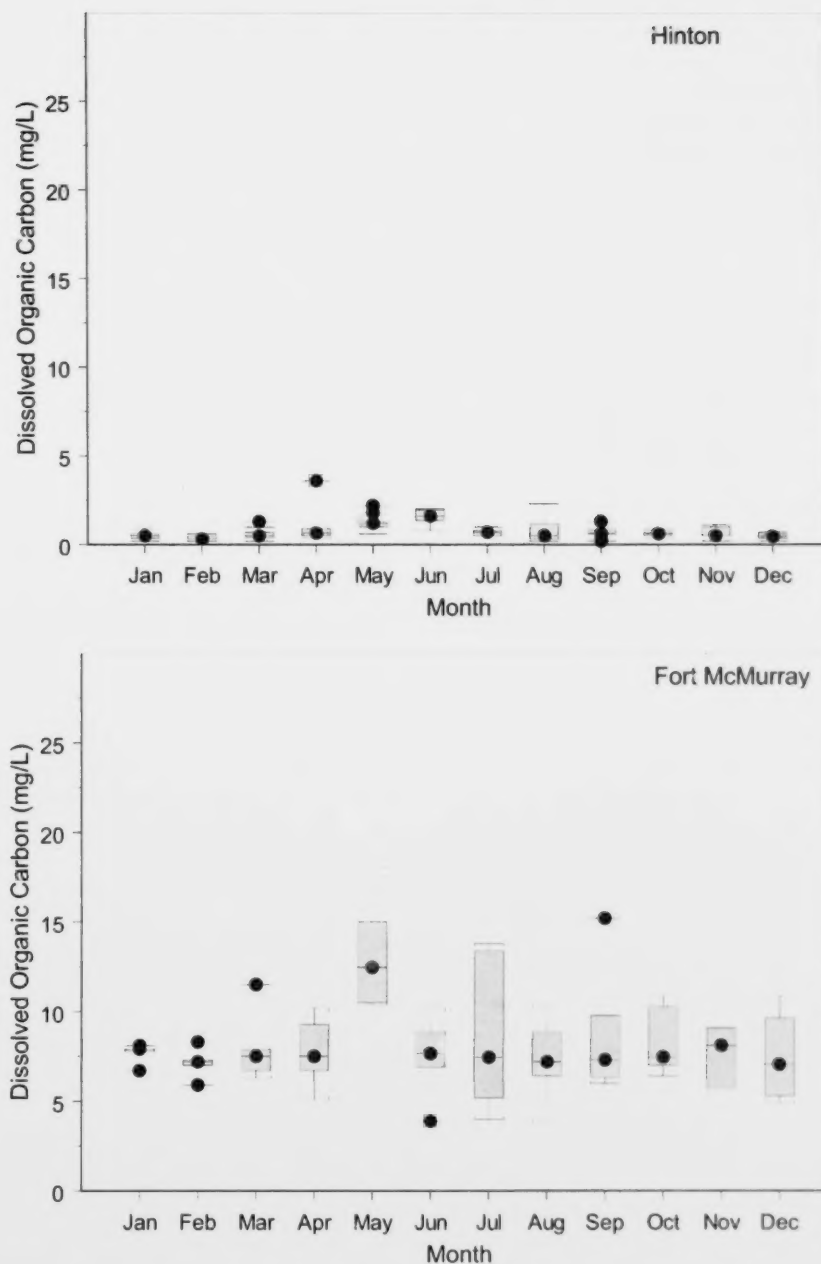 Hinton
Dissolved Organic Carbon (mg/L)
25
20
15
10
5
0
Jan Feb Mar Apr May Jun Jul Aug Sep Oct Nov Dec
Month
Fort McMurray
Dissolved Organic Carbon (mg/L)
25
20
15
10
5
0
Jan Feb Mar Apr May Jun Jul Aug Sep Oct Nov Dec
Month